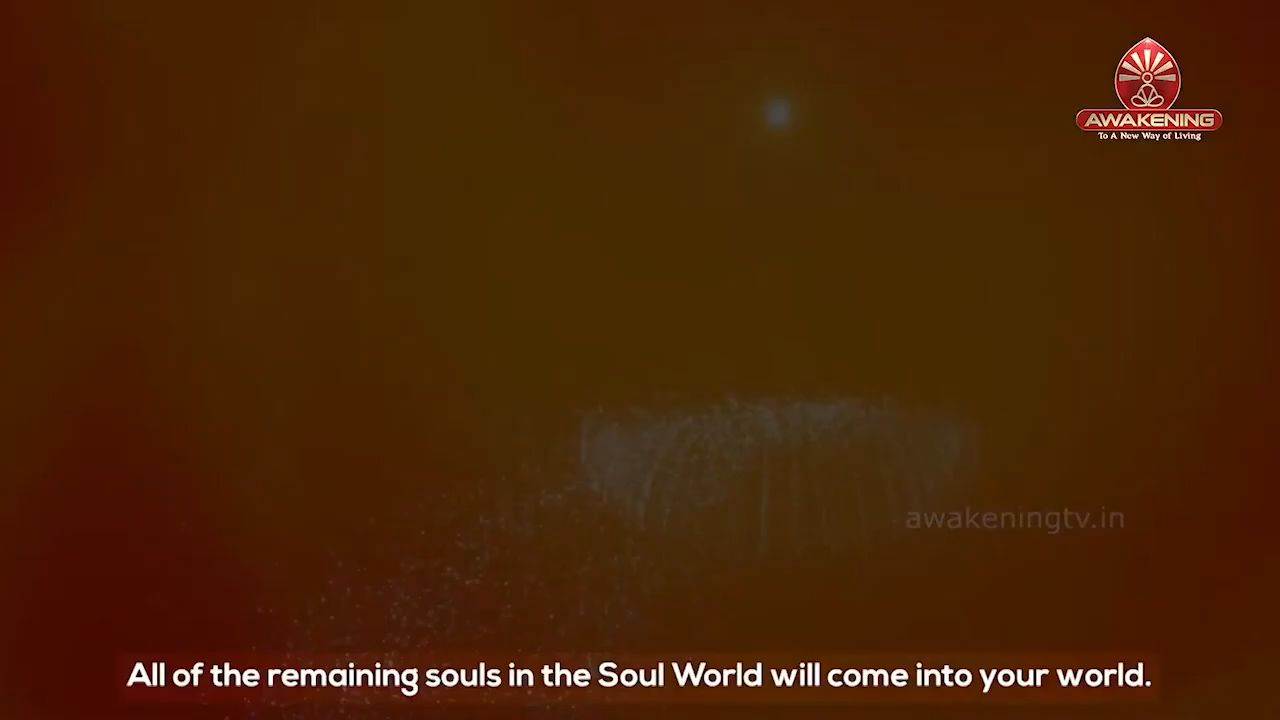 AWAKENING
To A New Way of Living
awakeningtv.in
All of the remaining souls in the Soul World will come into your world.